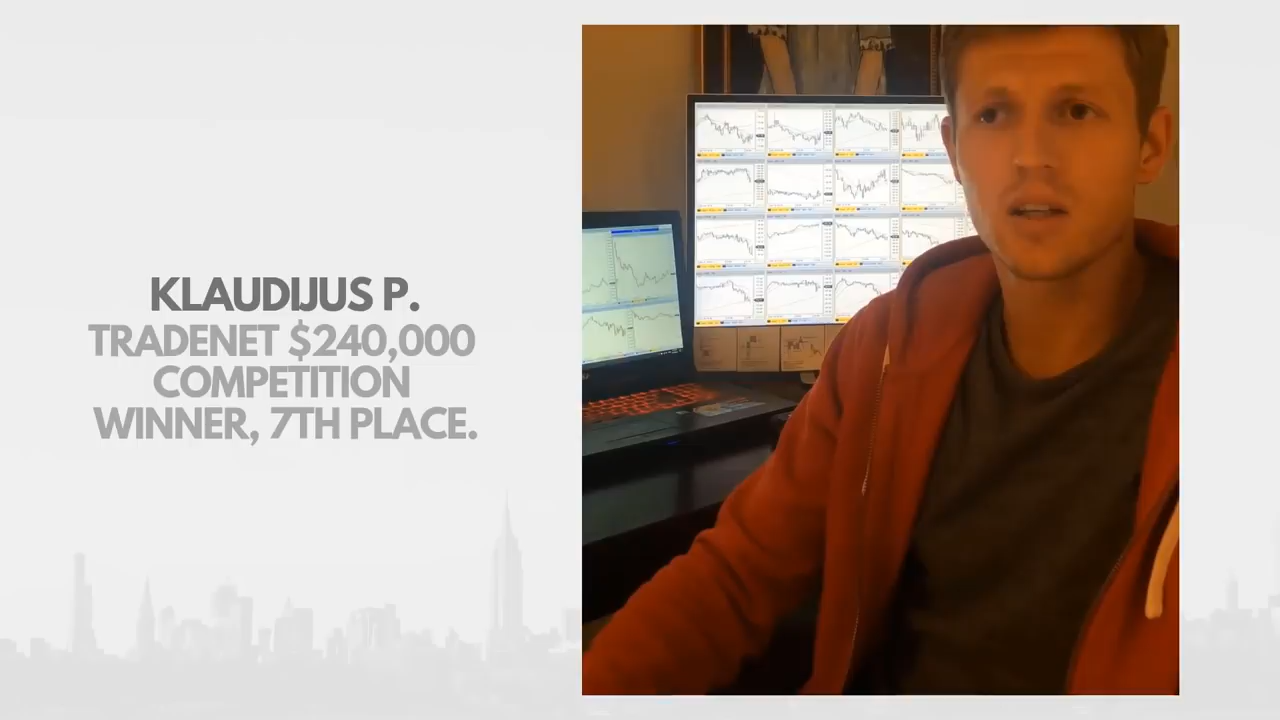 KLAUDIJUS P.
TRADENET $240,000
COMPETITION
WINNER, 7TH PLACE.